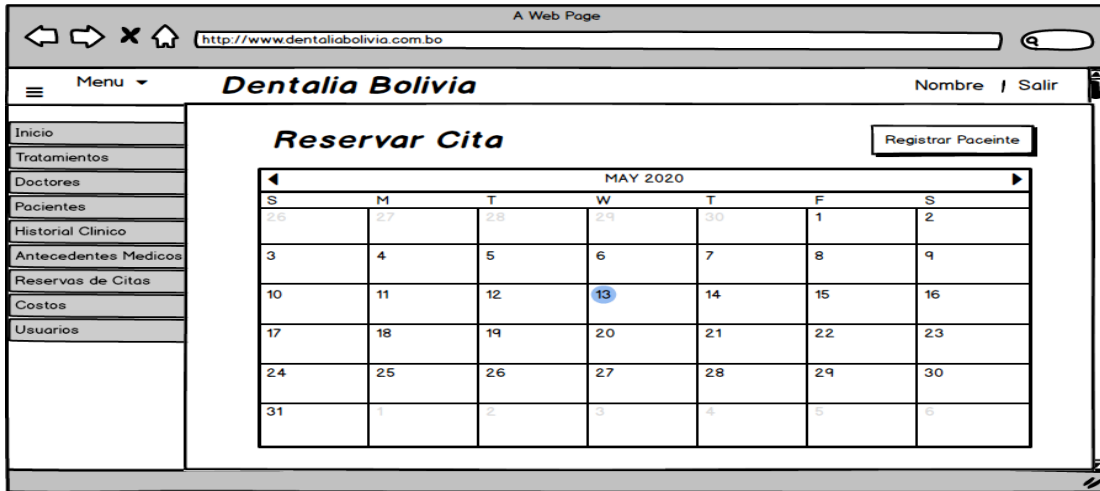 A Web Page
http://www.dentaliabolivia.com.bo
Menu
Dentalia Bolivia
Nombre | Salir
Inicio
Tratamientos
Doctores
Pacientes
Historial Clinico
Antecedentes Medicos
Reservas de Citas
Costos
Usuarios
Reservar Cita
Registrar Paceinte
MAY 2020
S M T W T F S
26 27 28 29 30 1 2
3 4 5 6 7 8 9
10 11 12 13 14 15 16
17 18 19 20 21 22 23
24 25 26 27 28 29 30
31 1 2 3 4 5 6